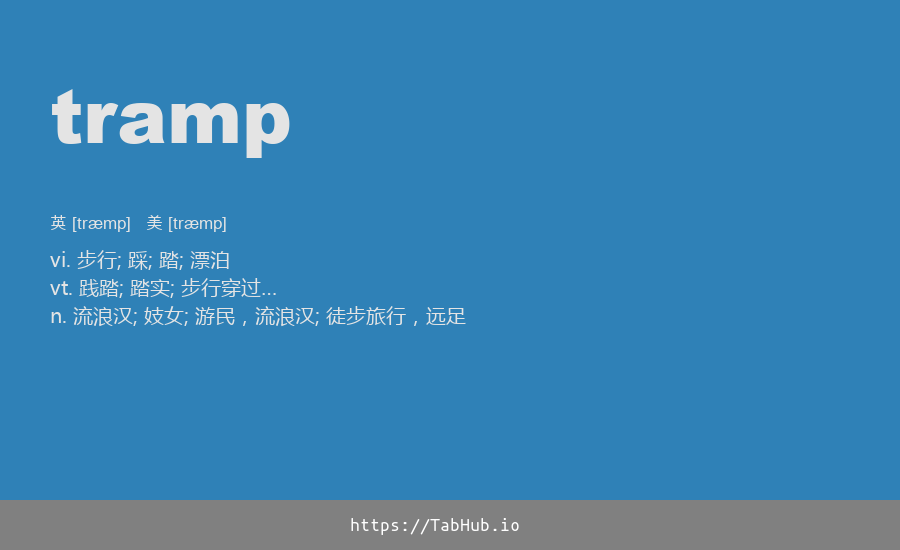 tramp
英 [træmp] 美 [træmp]
vi. 步行; 踩; 踏; 漂泊
vt. 践踏; 踏实; 步行穿过...
n. 流浪汉; 妓女; 游民，流浪汉; 徒步旅行，远足
https://TabHub.io